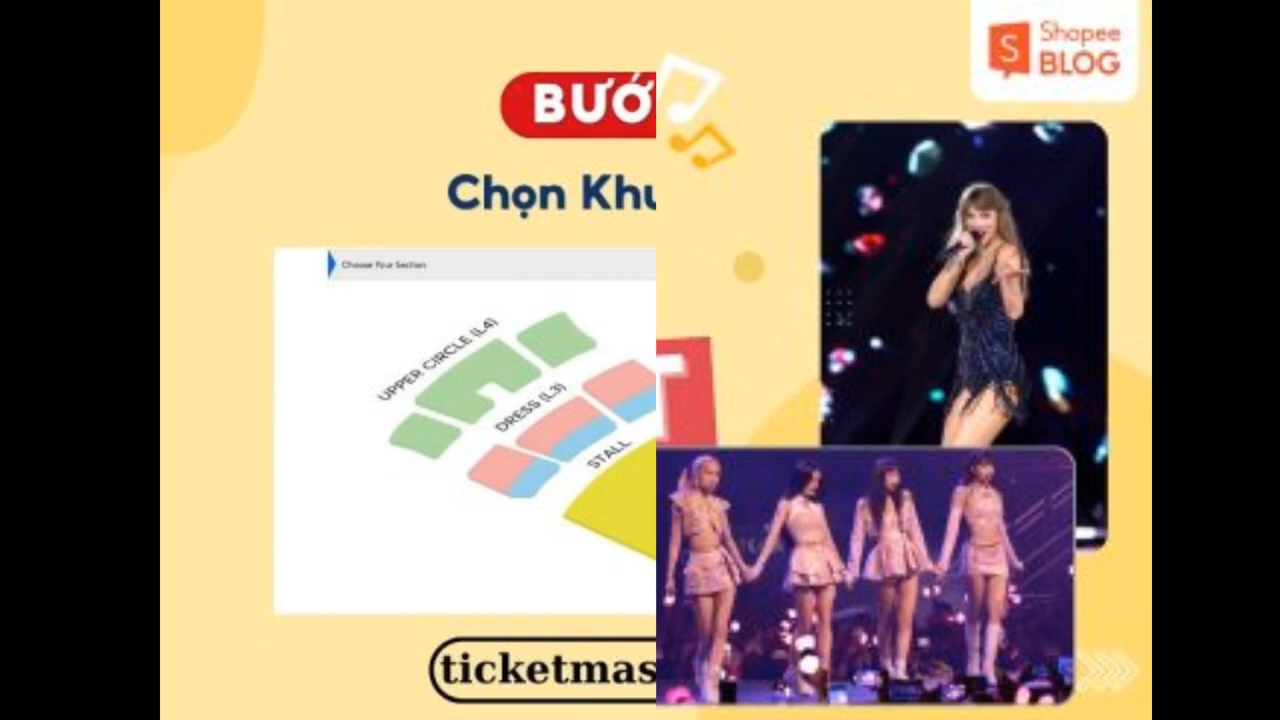 BƯỚ
Chọn Khu
Choose Your Section
UPPER CIRCLE (L4)
DRESS (L3)
STALL
ticketmas
Shopee
BLOG
T